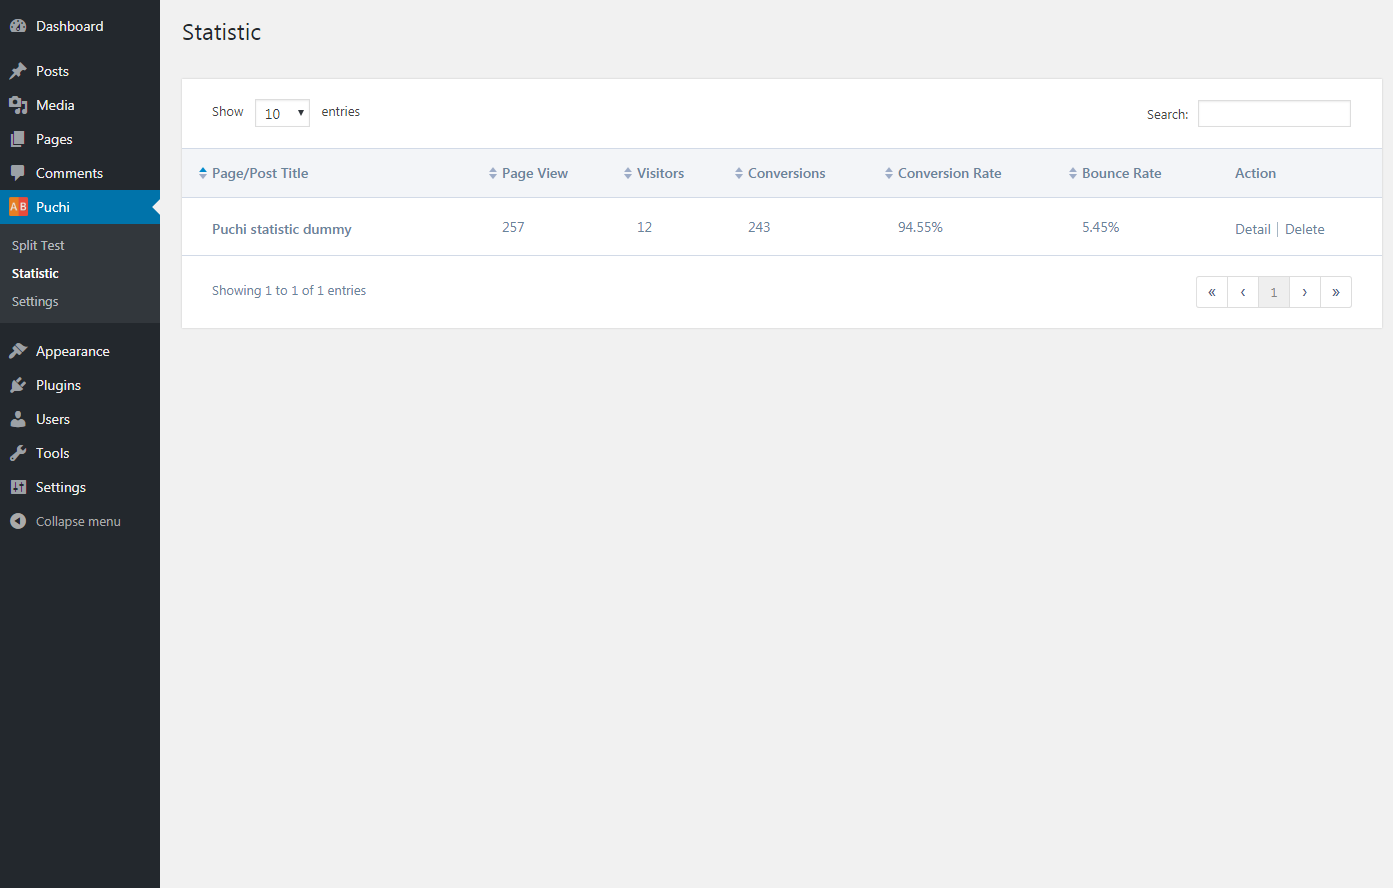 Dashboard
Posts
Media
Pages
Comments
AB Puchi
Split Test
Statistic
Settings
Appearance
Plugins
Users
Tools
Settings
Collapse menu
Statistic
Show 10 entries
Search:
Page/Post Title Page View Visitors Conversions Conversion Rate Bounce Rate Action
Puchi statistic dummy 257 12 243 94.55% 5.45% Detail | Delete
Showing 1 to 1 of 1 entries
« ‹ 1 › »